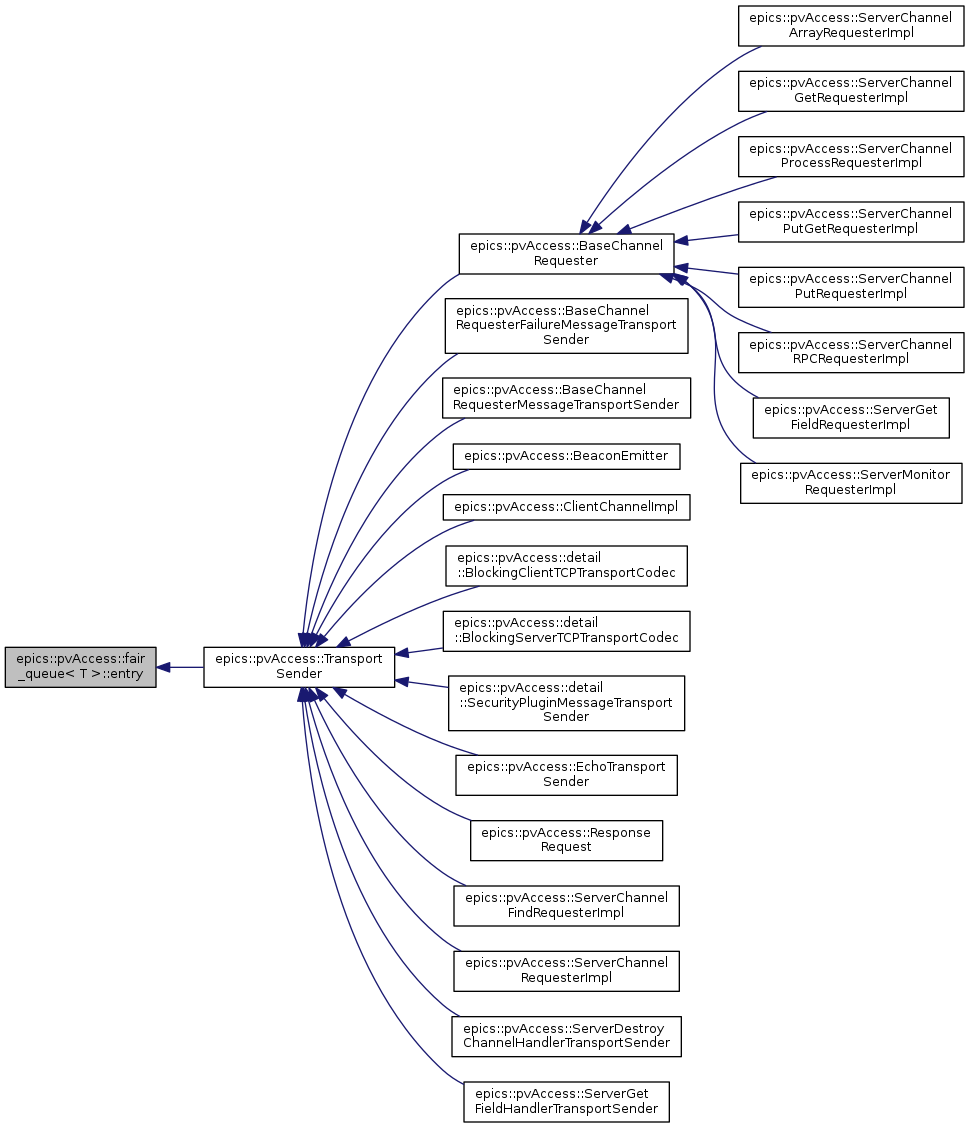 epics::pvAccess::fair
_queue< T >::entry
epics::pvAccess::Transport
Sender
epics::pvAccess::BaseChannel
Requester
epics::pvAccess::BaseChannel
RequesterFailureMessageTransport
Sender
epics::pvAccess::BaseChannel
RequesterMessageTransportSender
epics::pvAccess::BeaconEmitter
epics::pvAccess::ClientChannelImpl
epics::pvAccess::detail
::BlockingClientTCPTransportCodec
epics::pvAccess::detail
::BlockingServerTCPTransportCodec
epics::pvAccess::detail
::SecurityPluginMessageTransport
Sender
epics::pvAccess::EchoTransport
Sender
epics::pvAccess::Response
Request
epics::pvAccess::ServerChannel
FindRequesterImpl
epics::pvAccess::ServerChannel
RequesterImpl
epics::pvAccess::ServerDestroy
ChannelHandlerTransportSender
epics::pvAccess::ServerGet
FieldHandlerTransportSender
epics::pvAccess::ServerChannel
ArrayRequesterImpl
epics::pvAccess::ServerChannel
GetRequesterImpl
epics::pvAccess::ServerChannel
ProcessRequesterImpl
epics::pvAccess::ServerChannel
PutGetRequesterImpl
epics::pvAccess::ServerChannel
PutRequesterImpl
epics::pvAccess::ServerChannel
RPCRequesterImpl
epics::pvAccess::ServerGet
FieldRequesterImpl
epics::pvAccess::ServerMonitor
RequesterImpl